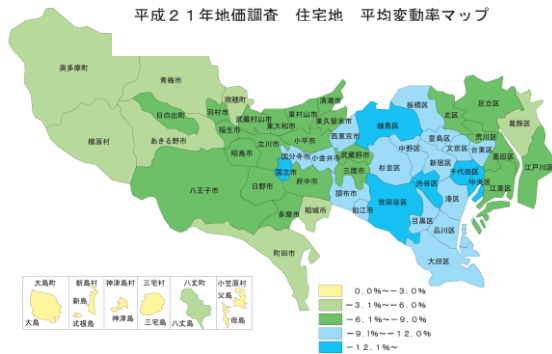 平成２１年地価調査　住宅地　平均変動率マップ
奥多摩町
青梅市
瑞穂町
日の出町
羽村市
福生市
武蔵村山市
東大和市
東村山市
清瀬市
東久留米市
檜原村
あきる野市
昭島市
立川市
小平市
西東京市
国分寺市
小金井市
武蔵野市
国立市
三鷹市
八王子市
日野市
府中市
調布市
狛江市
多摩市
稲城市
町田市
板橋区
北区
足立区
葛飾区
練馬区
豊島区
荒川区
文京区
台東区
墨田区
中野区
新宿区
江戸川区
杉並区
千代田区
渋谷区
中央区
江東区
港区
世田谷区
目黒区
品川区
大田区
大島町
新島村
神津島村
三宅村
八丈町
小笠原村
父島
新島
大島
式根島
神津島
三宅島
八丈島
母島
0.0%～－3.0%
－3.1%～－6.0%
－6.1%～－9.0%
－9.1%～－12.0%
－12.1%～